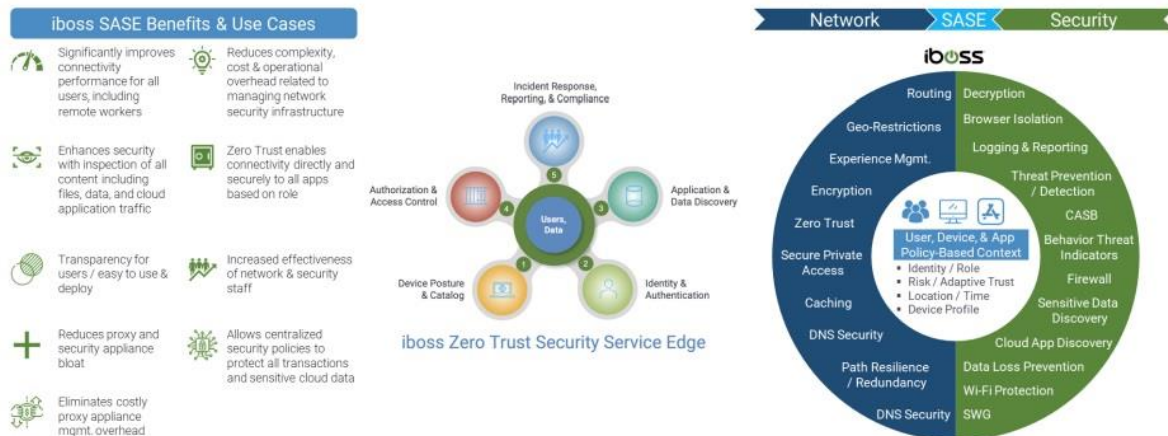 iboss SASE Benefits & Use Cases
Significantly improves
connectivity
performance for all
users, including
remote workers
Reduces complexity,
cost & operational
overhead related to
managing network
security infrastructure
Enhances security
with inspection of all
content including
files, data, and cloud
application traffic
Zero Trust enables
connectivity directly and
securely to all apps
based on role
Transparency for
users / easy to use &
deploy
Increased effectiveness
of network & security
staff
Reduces proxy and
security appliance
bloat
Allows centralized
security policies to
protect all transactions
and sensitive cloud data
Eliminates costly
proxy appliance
mgmt. overhead
Incident Response,
Reporting, & Compliance
5
Authorization &
Access Control
4
Users,
Data
3
Application &
Data Discovery
Device Posture
& Catalog
1
2
Identity &
Authentication
iboss Zero Trust Security Service Edge
Network
SASE
Security
iboss
Routing
Geo-Restrictions
Experience Mgmt.
Encryption
Zero Trust
Secure Private
Access
Caching
DNS Security
Path Resilience
/ Redundancy
DNS Security
Decryption
Browser Isolation
Logging & Reporting
Threat Prevention
/ Detection
CASB
Behavior Threat
Indicators
Firewall
Sensitive Data
Discovery
Cloud App Discovery
Data Loss Prevention
Wi-Fi Protection
SWG
User, Device, & App
Policy-Based Context
• Identity / Role
• Risk / Adaptive Trust
• Location / Time
• Device Profile